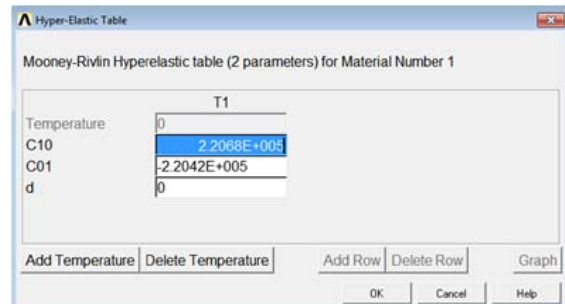 Hyper-Elastic Table
Mooney-Rivlin Hyperelastic table (2 parameters) for Material Number 1
T1
Temperature 0
C10 2.2068E+005
C01 -2.2042E+005
d 0
Add Temperature Delete Temperature Add Row Delete Row Graph
OK Cancel Help